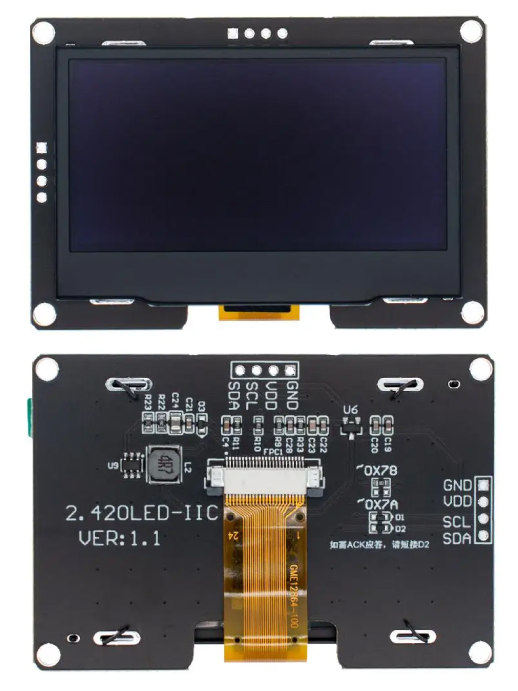 SDA
SCL
VDD
GND
R23
R22
C24
C21
D3
C4
R11
R10
R9
C28
R33
C23
C22
U6
C20
C19
U9
4R7
L2
FPC1
0X7B
0X7A
D1
D2
GND
VDD
SCL
SDA
2.42OLED-IIC
VER:1.1
如需ACK应答，请短接D2
24
1
GME12864-100